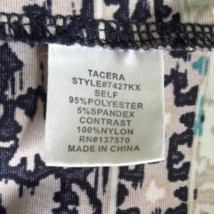 TACERA
STYLE#7427KX
SELF
95%POLYESTER
5%SPANDEX
CONTRAST
100%NYLON
RN#137570
MADE IN CHINA